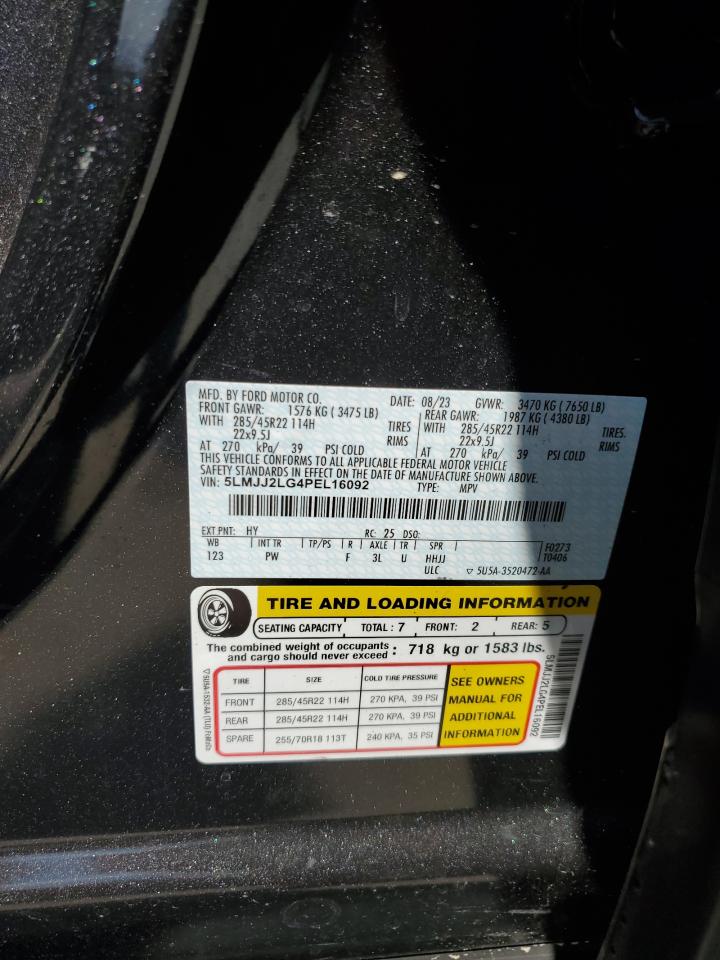 MFD. BY FORD MOTOR CO. DATE: 08/23 GVWR: 3470 KG ( 7650 LB)
FRONT GAWR: 1576 KG ( 3475 LB) REAR GAWR: 1987 KG ( 4380 LB)
WITH 285/45R22 114H TIRES WITH 285/45R22 114H TIRES
22x9.5J RIMS 22x9.5J RIMS
AT 270 kPa/ 39 PSI COLD AT 270 kPa/ 39 PSI COLD
THIS VEHICLE CONFORMS TO ALL APPLICABLE FEDERAL MOTOR VEHICLE
SAFETY STANDARDS IN EFFECT ON THE DATE OF MANUFACTURE SHOWN ABOVE.
VIN: 5LMJJ2LG4PEL16092 TYPE: MPV
EXT PNT: HY RC: 25 DSO:
WB | INT TR | TP/PS | R | AXLE | TR | SPR F0273
123 PW F 3L U HHJJ T0406
ULC ▽ 5U5A-3520472-AA
TIRE AND LOADING INFORMATION
SEATING CAPACITY TOTAL : 7 FRONT: 2 REAR: 5
The combined weight of occupants and cargo should never exceed : 718 kg or 1583 lbs.
TIRE SIZE COLD TIRE PRESSURE
FRONT 285/45R22 114H 270 KPA, 39 PSI
REAR 285/45R22 114H 270 KPA, 39 PSI
SPARE 255/70R18 113T 240 KPA, 35 PSI
SEE OWNERS
MANUAL FOR
ADDITIONAL
INFORMATION
5LMJJ2LG4PEL16092